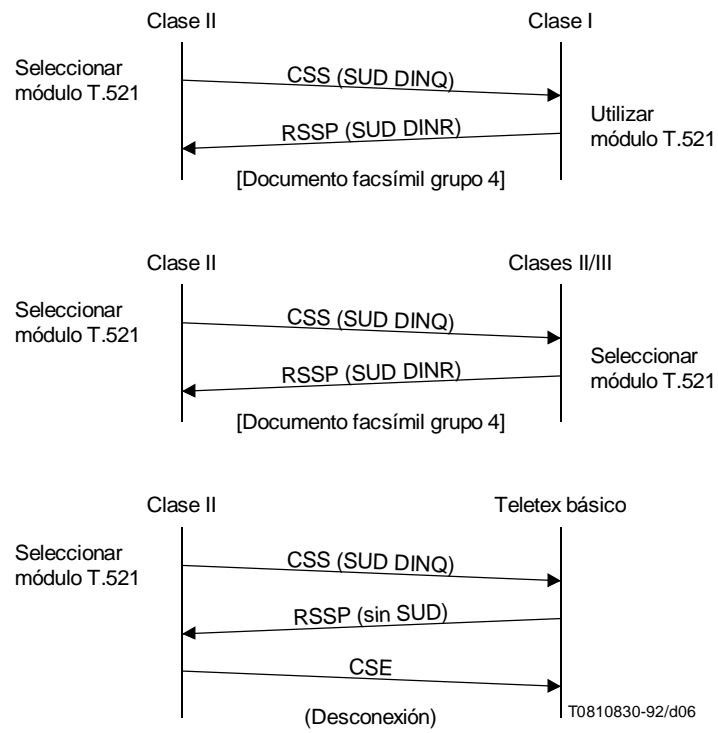 Clase II
Clase I
Seleccionar
módulo T.521
CSS (SUD DINQ)
Utilizar
módulo T.521
RSSP (SUD DINR)
[Documento facsímil grupo 4]
Clase II
Clases II/III
Seleccionar
módulo T.521
CSS (SUD DINQ)
Seleccionar
módulo T.521
RSSP (SUD DINR)
[Documento facsímil grupo 4]
Clase II
Teletex básico
Seleccionar
módulo T.521
CSS (SUD DINQ)
RSSP (sin SUD)
CSE
(Desconexión)
T0810830-92/d06